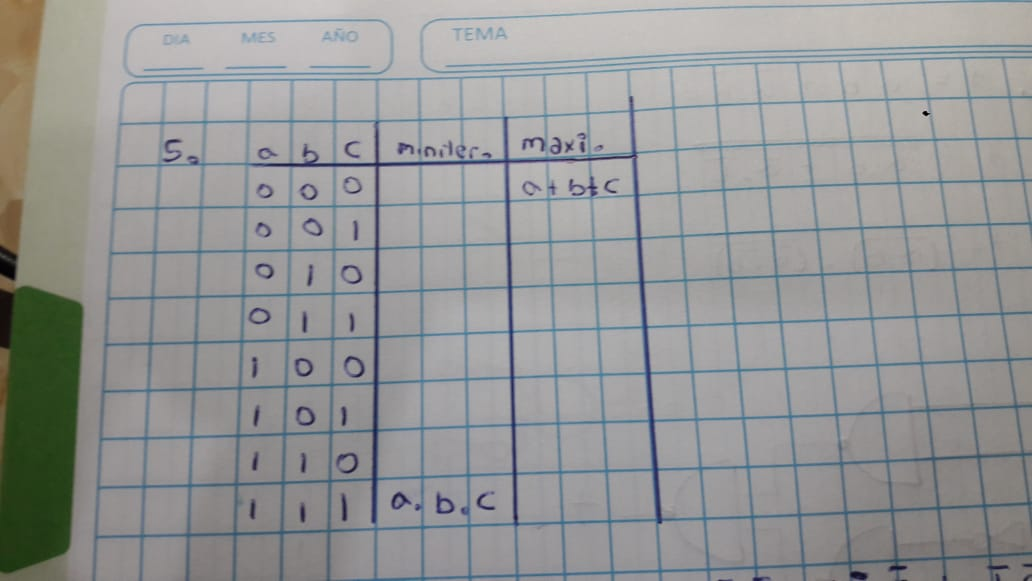 DIA MES AÑO TEMA
5. a b c miniter. maxi.
0 0 0 a + b + c
0 0 1
0 1 0
0 1 1
1 0 0
1 0 1
1 1 0
1 1 1 a. b. c